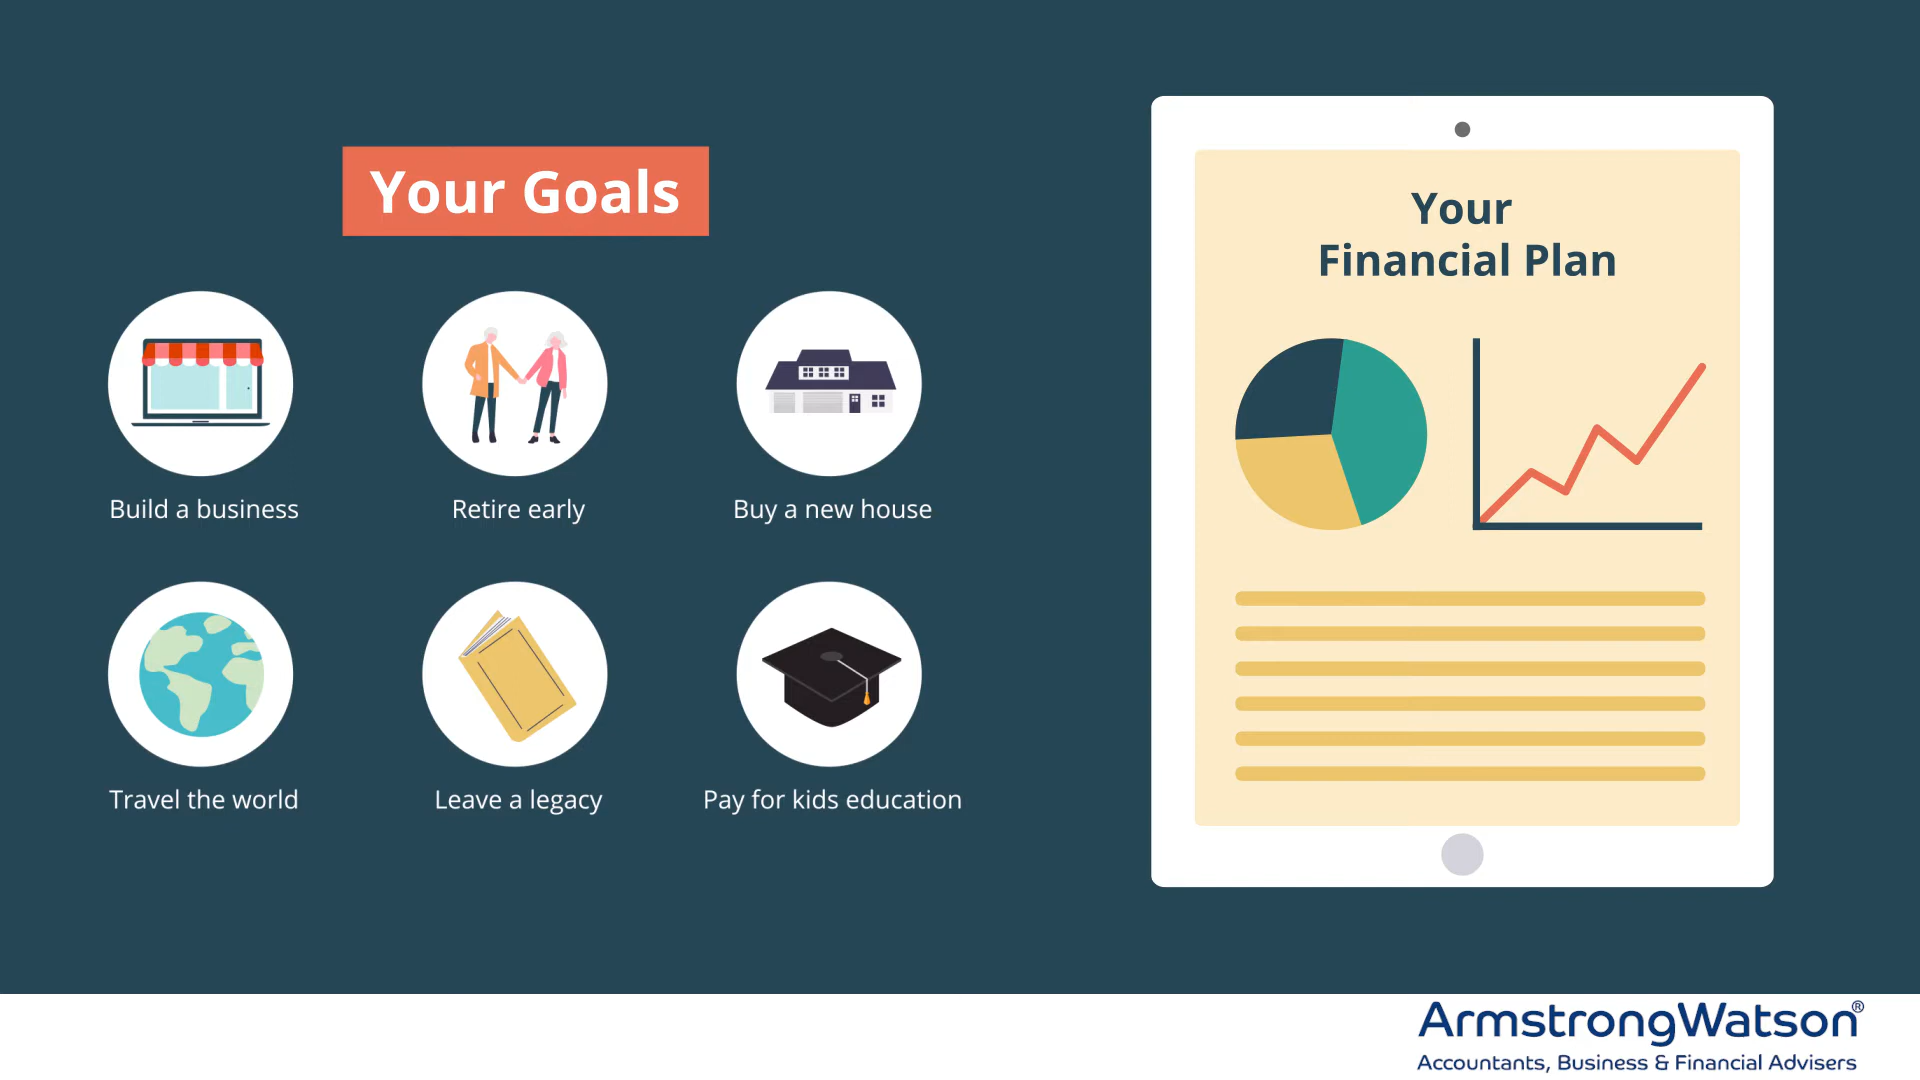 Your Goals
Build a business
Retire early
Buy a new house
Travel the world
Leave a legacy
Pay for kids education
Your
Financial Plan
ArmstrongWatson®
Accountants, Business & Financial Advisers